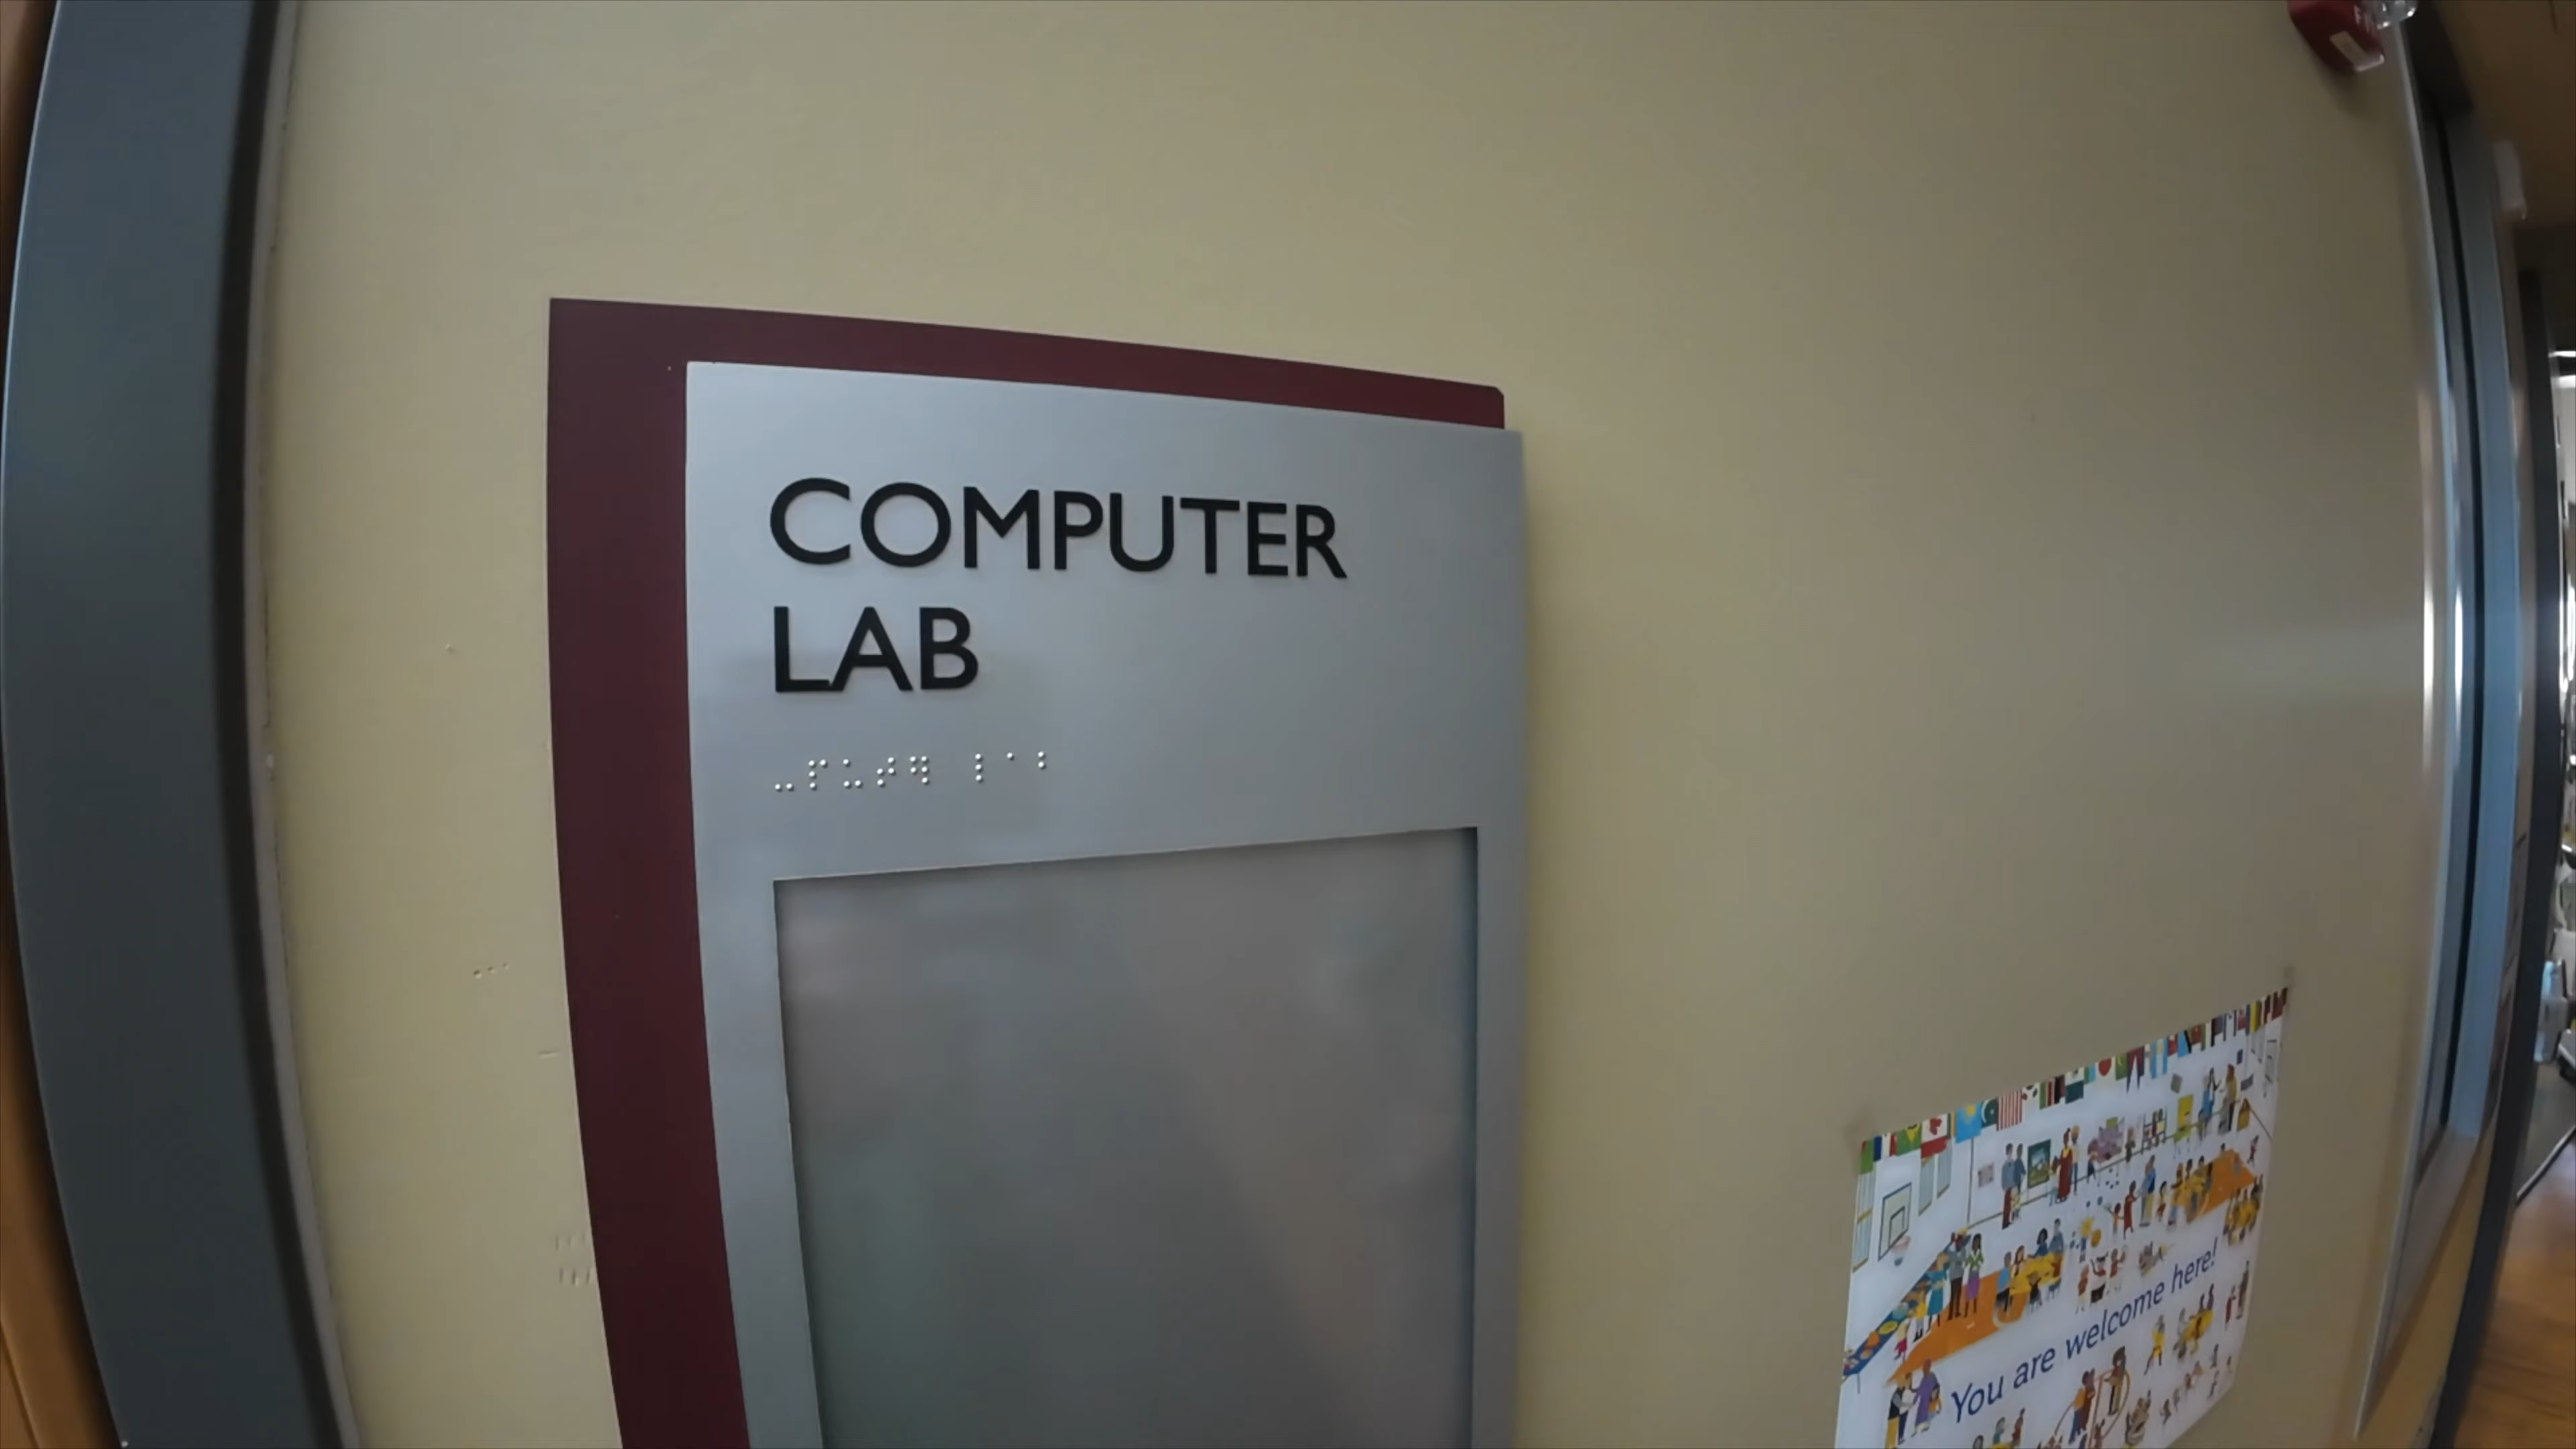 COMPUTER
LAB
⠤⠏⠥⠞⠻ ⠇⠁⠃
You are welcome here!